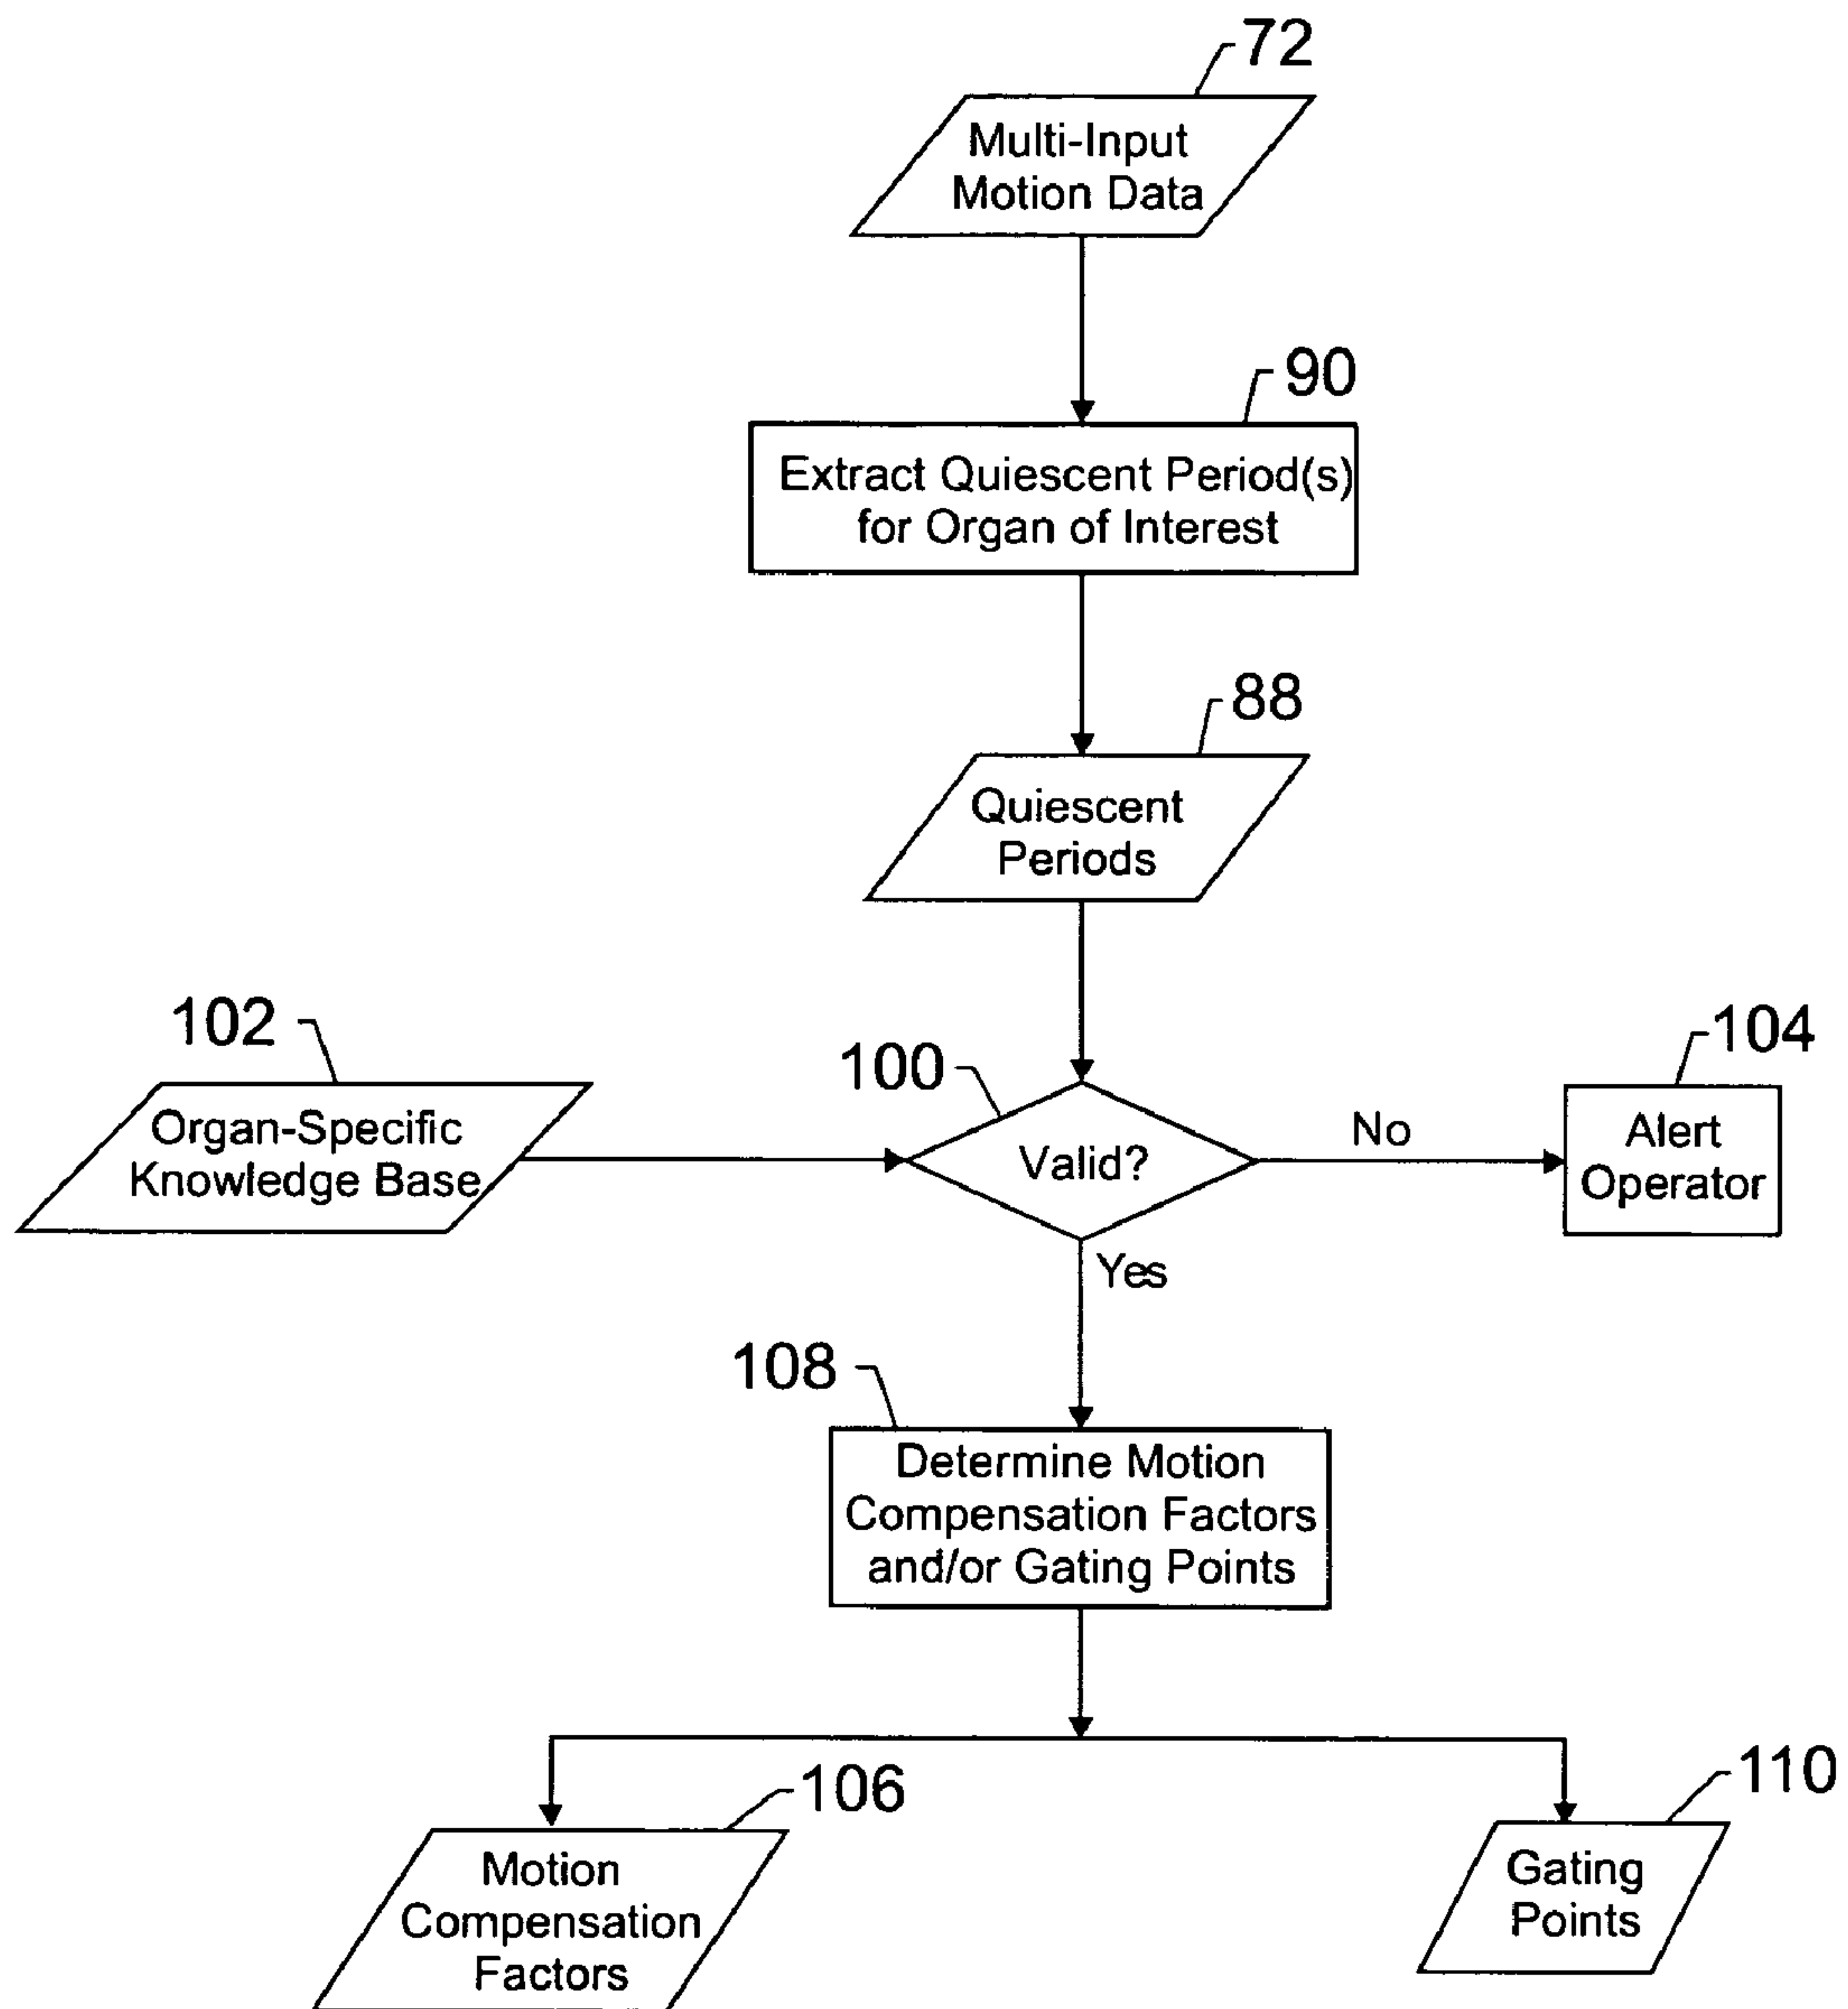 72
Multi-Input
Motion Data
90
Extract Quiescent Period(s)
for Organ of Interest
88
Quiescent
Periods
102
Organ-Specific
Knowledge Base
100
Valid?
No
104
Alert
Operator
Yes
108
Determine Motion
Compensation Factors
and/or Gating Points
106
Motion
Compensation
Factors
110
Gating
Points